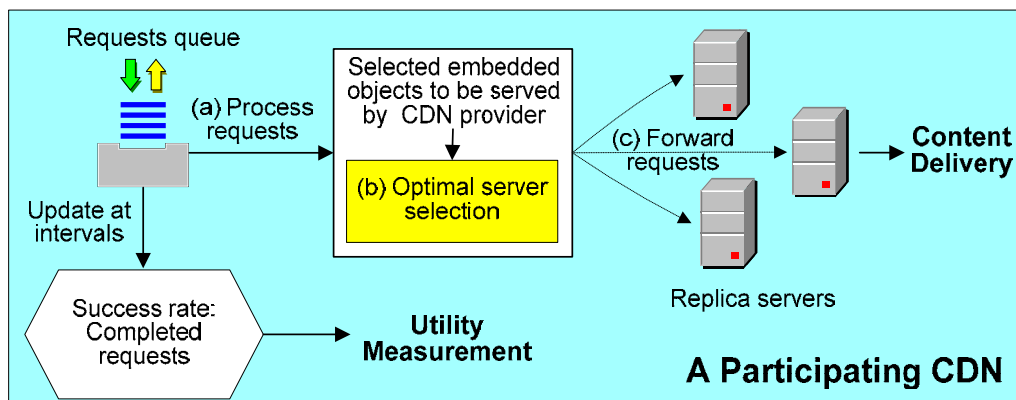 Requests queue
(a) Process
requests
Selected embedded
objects to be served
by CDN provider
(b) Optimal server
selection
(c) Forward
requests
Content
Delivery
Update at
intervals
Replica servers
Success rate:
Completed
requests
Utility
Measurement
A Participating CDN